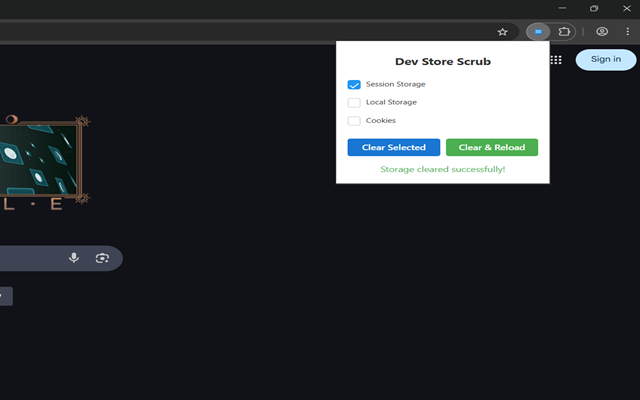 Sign in
Dev Store Scrub
Session Storage
Local Storage
Cookies
Clear Selected
Clear & Reload
Storage cleared successfully!
L · E